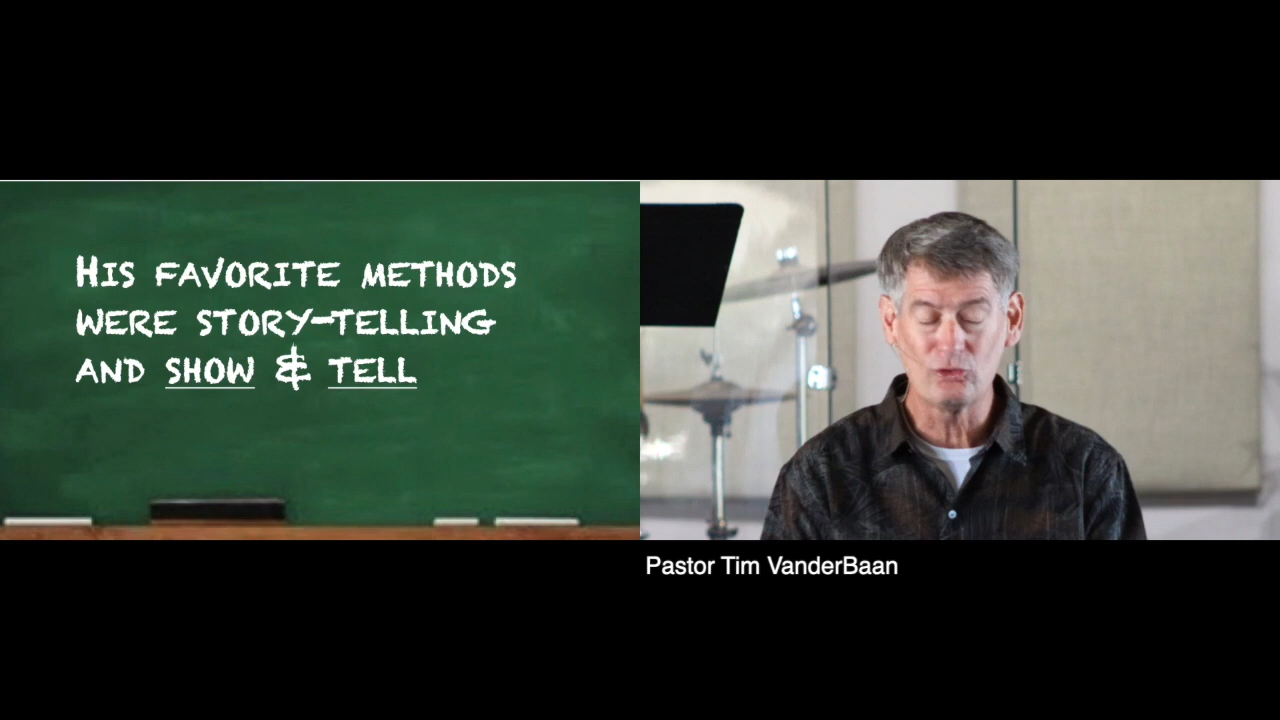 His favorite methods
were story-telling
and show & tell
Pastor Tim VanderBaan